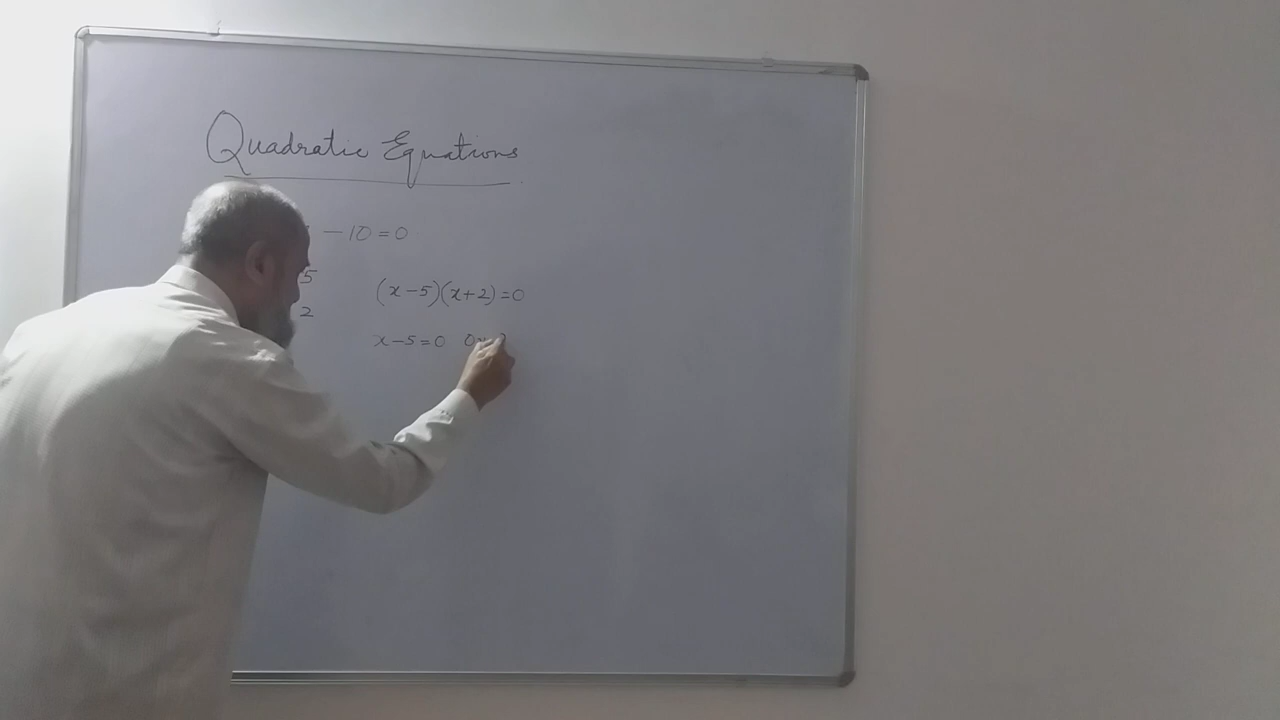 Quadratic Equations
- 10 = 0
5
(x-5)(x+2) = 0
2
x-5=0 or